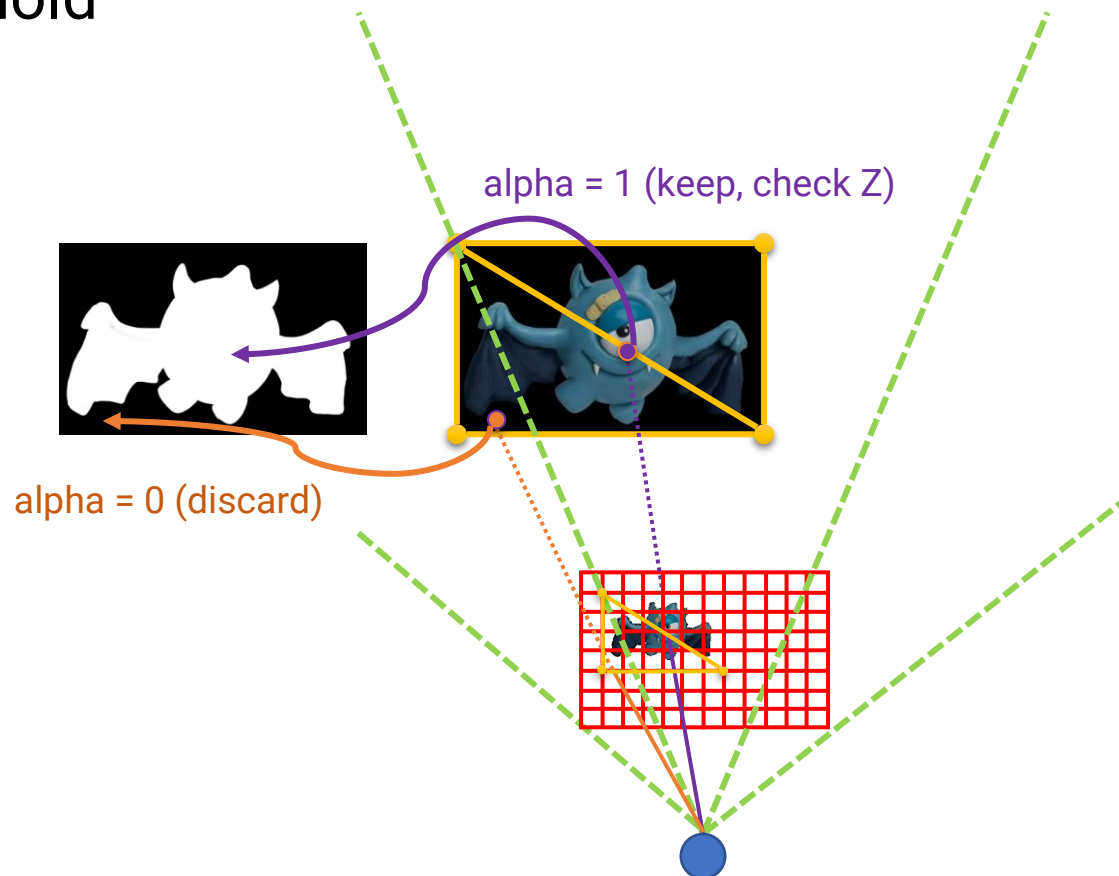 alpha = 1 (keep, check Z)
alpha = 0 (discard)